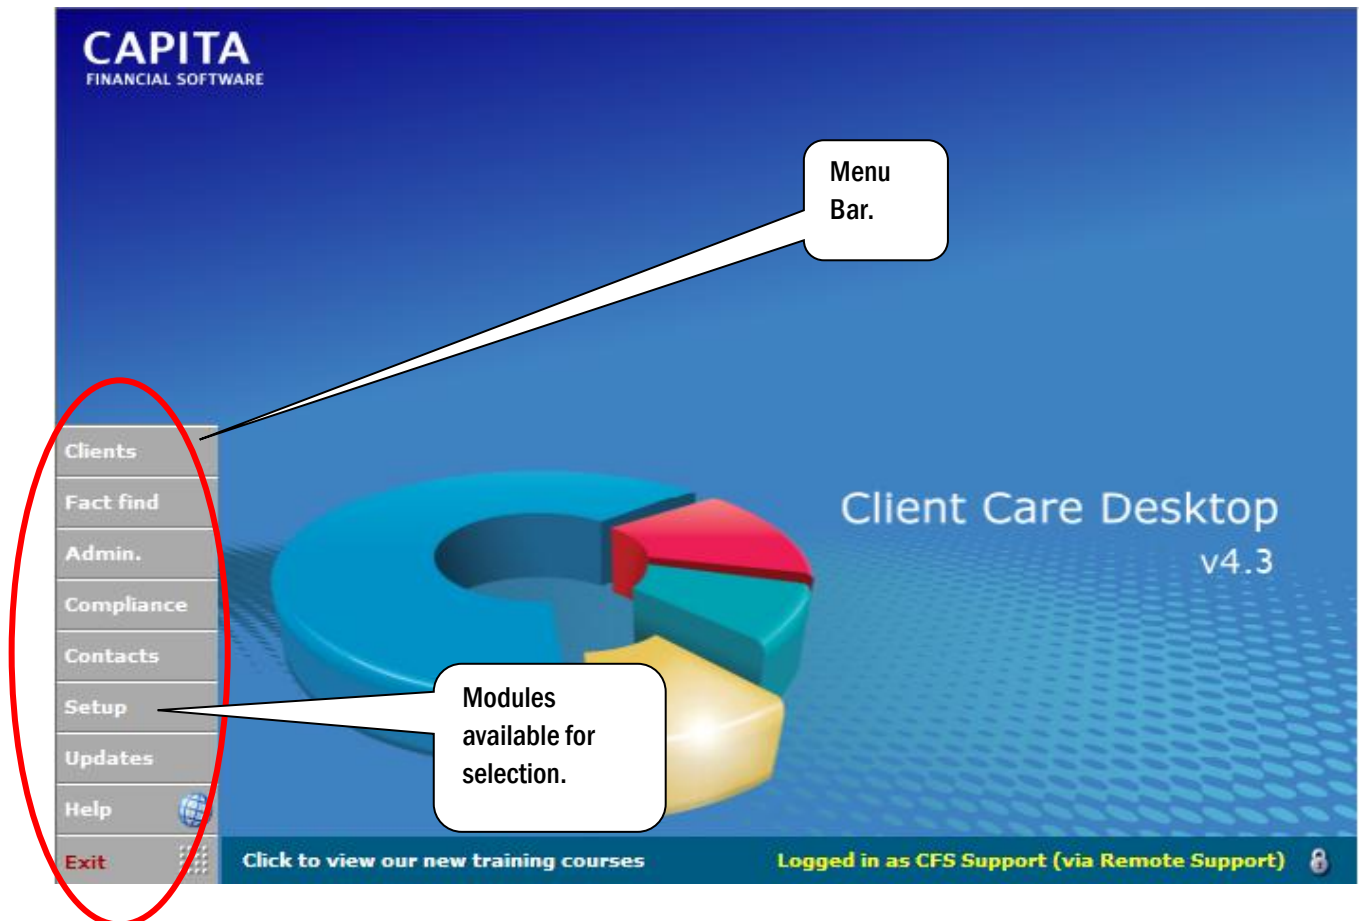 CAPITA
FINANCIAL SOFTWARE
Menu
Bar.
Clients
Fact find
Admin.
Compliance
Contacts
Setup
Updates
Help
Exit
Client Care Desktop
v4.3
Modules
available for
selection.
Click to view our new training courses
Logged in as CFS Support (via Remote Support)